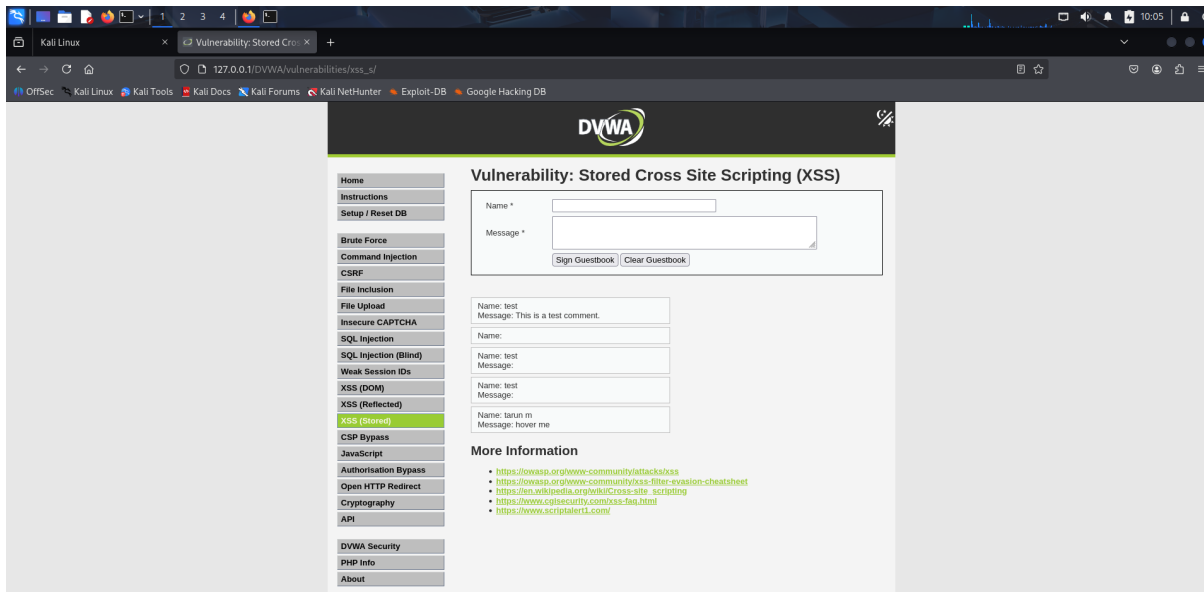 1 2 3 4 10:05
Kali Linux Vulnerability: Stored Cros
127.0.0.1/DVWA/vulnerabilities/xss_s/
OffSec Kali Linux Kali Tools Kali Docs Kali Forums Kali NetHunter Exploit-DB Google Hacking DB
DVWA
Home
Instructions
Setup / Reset DB
Brute Force
Command Injection
CSRF
File Inclusion
File Upload
Insecure CAPTCHA
SQL Injection
SQL Injection (Blind)
Weak Session IDs
XSS (DOM)
XSS (Reflected)
XSS (Stored)
CSP Bypass
JavaScript
Authorisation Bypass
Open HTTP Redirect
Cryptography
API
DVWA Security
PHP Info
About
Vulnerability: Stored Cross Site Scripting (XSS)
Name *
Message *
Sign Guestbook Clear Guestbook
Name: test
Message: This is a test comment.
Name:
Name: test
Message:
Name: test
Message:
Name: tarun m
Message: hover me
More Information
https://owasp.org/www-community/attacks/xss
https://owasp.org/www-community/xss-filter-evasion-cheatsheet
https://en.wikipedia.org/wiki/Cross-site_scripting
https://www.cgisecurity.com/xss-faq.html
https://www.scriptalert1.com/